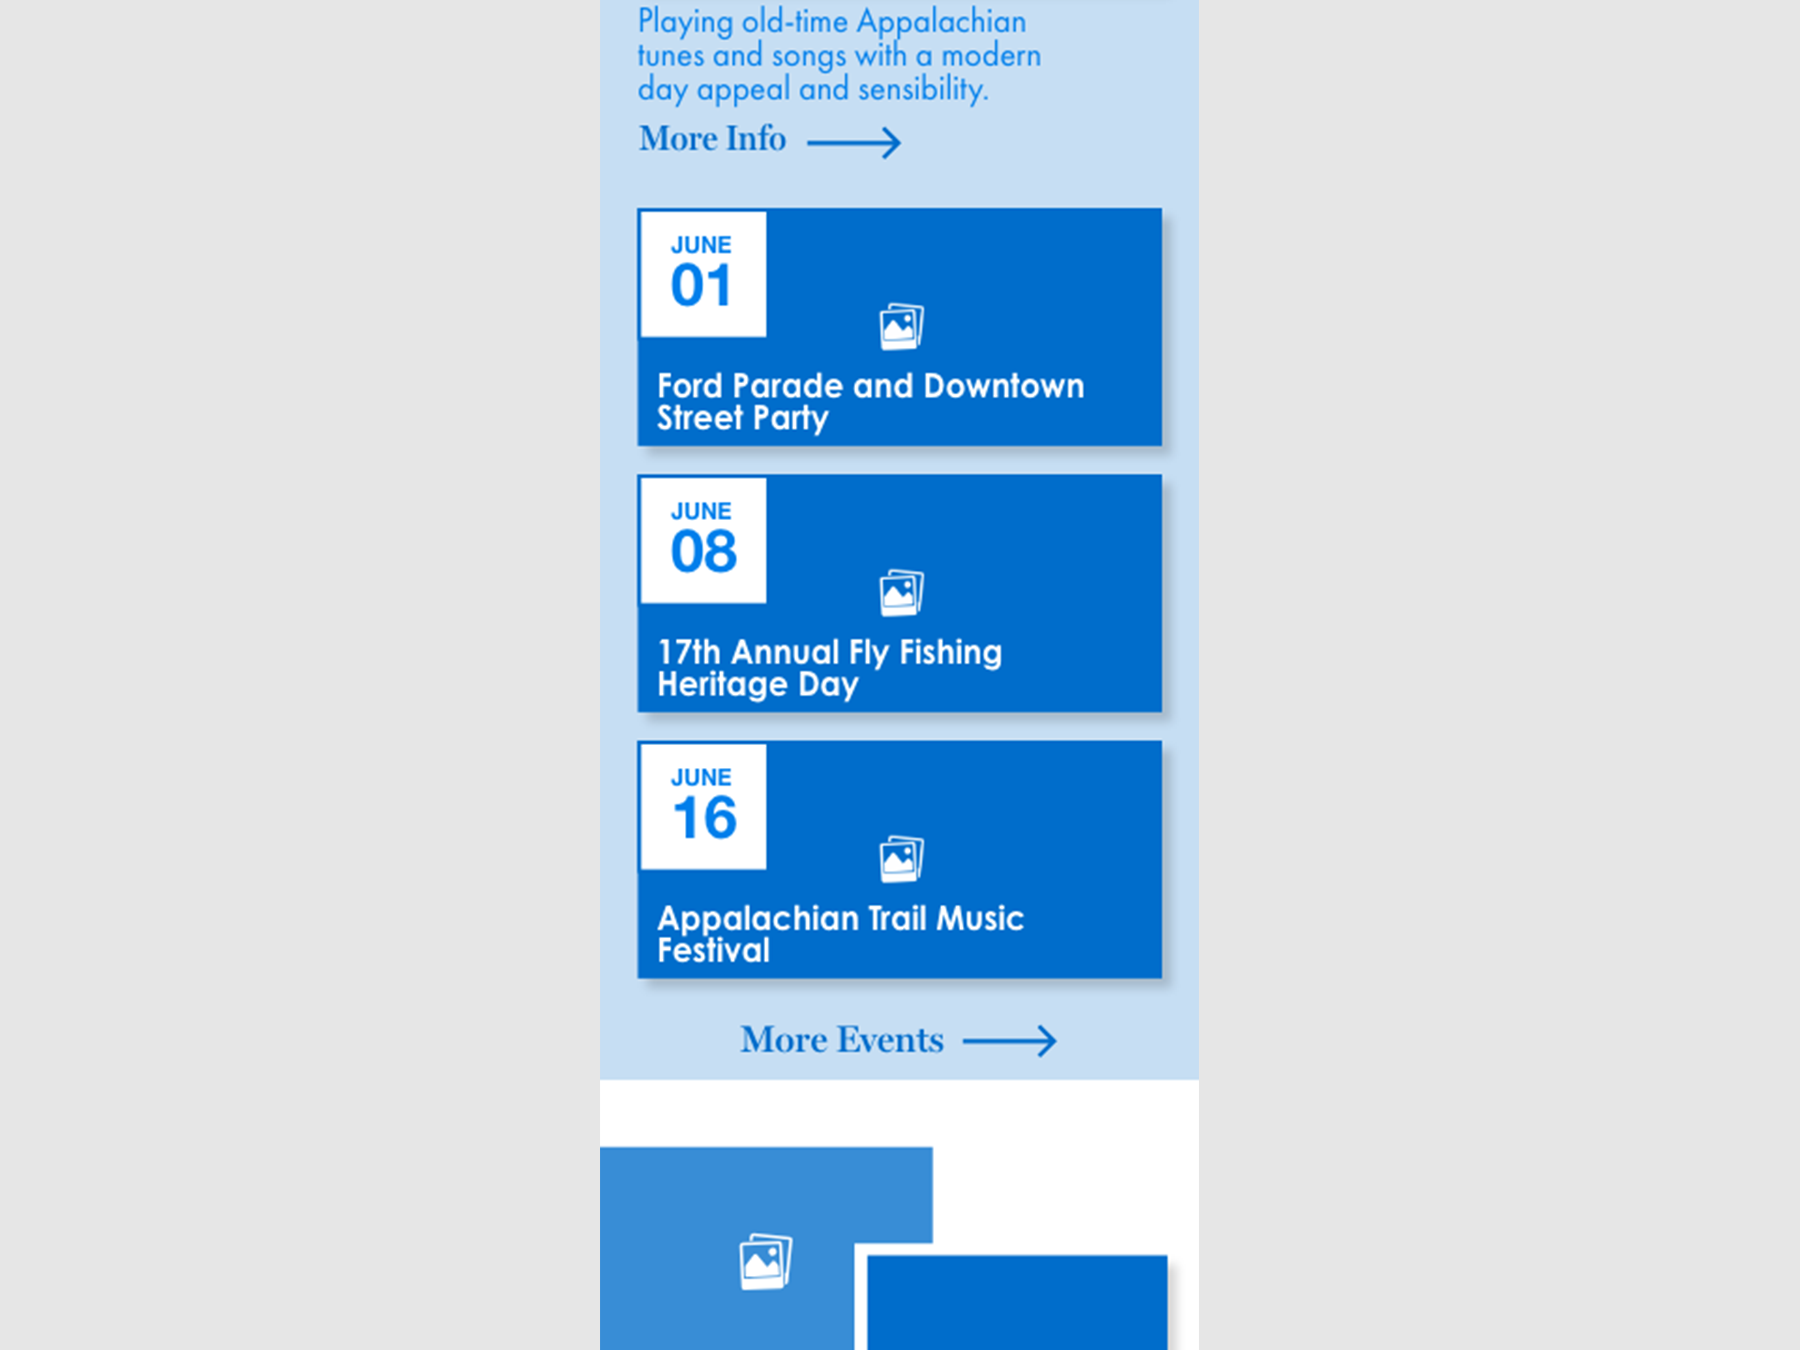 Playing old-time Appalachian
tunes and songs with a modern
day appeal and sensibility.
More Info
JUNE
01
Ford Parade and Downtown
Street Party
JUNE
08
17th Annual Fly Fishing
Heritage Day
JUNE
16
Appalachian Trail Music
Festival
More Events